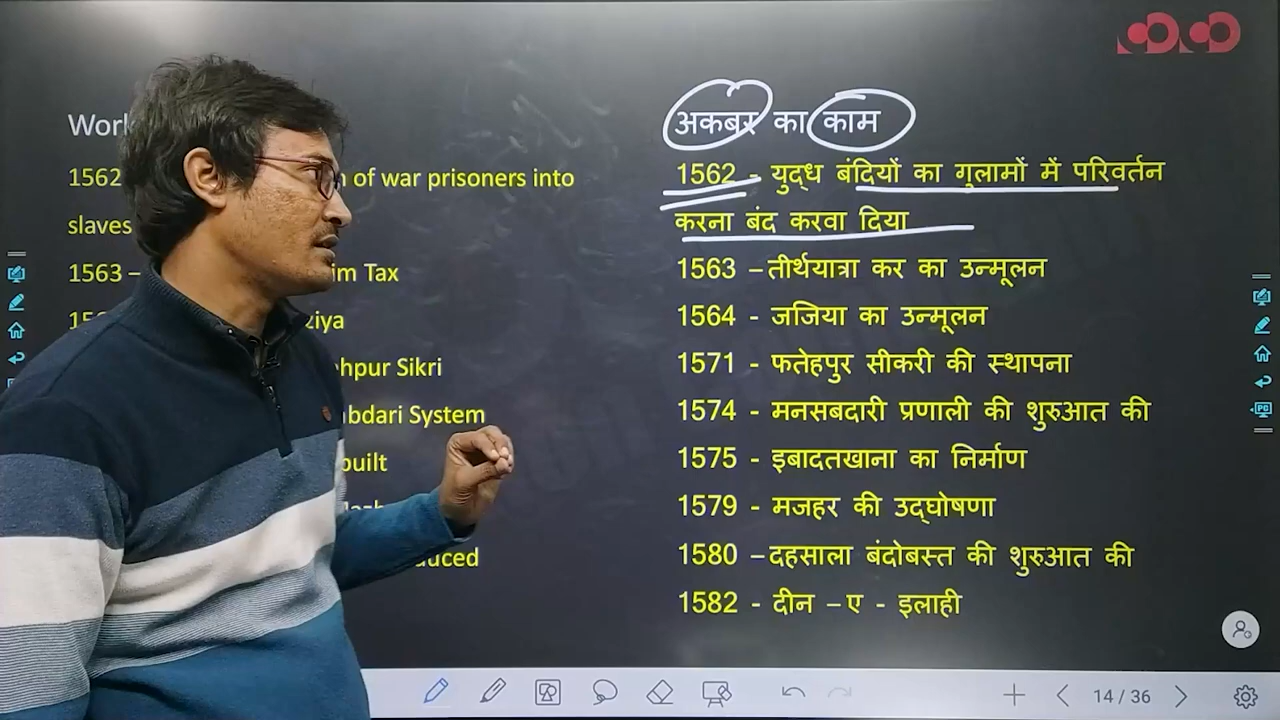 Work
1562 n of war prisoners into
slaves
1563 – im Tax
ziya
hpur Sikri
abdari System
built
duced
अकबर का काम
1562 - युद्ध बंदियों का गुलामों में परिवर्तन
करना बंद करवा दिया
1563 – तीर्थयात्रा कर का उन्मूलन
1564 - जजिया का उन्मूलन
1571 - फतेहपुर सीकरी की स्थापना
1574 - मनसबदारी प्रणाली की शुरुआत की
1575 - इबादतखाना का निर्माण
1579 - मजहर की उद्घोषणा
1580 – दहसाला बंदोबस्त की शुरुआत की
1582 - दीन – ए - इलाही
14 / 36